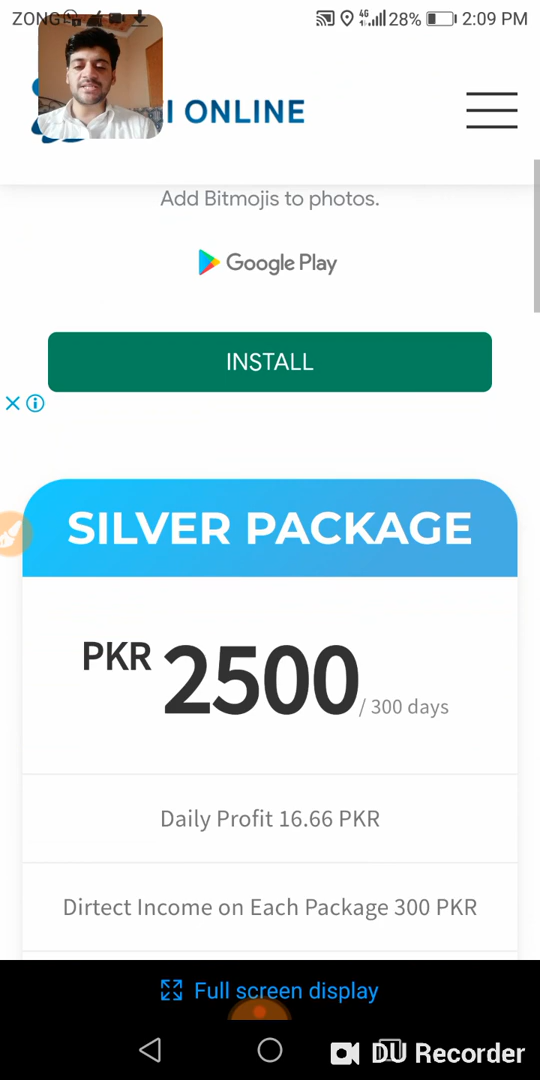 ZONG 28% 2:09 PM
I ONLINE
Add Bitmojis to photos.
Google Play
INSTALL
SILVER PACKAGE
PKR 2500 / 300 days
Daily Profit 16.66 PKR
Dirtect Income on Each Package 300 PKR
Full screen display
DU Recorder